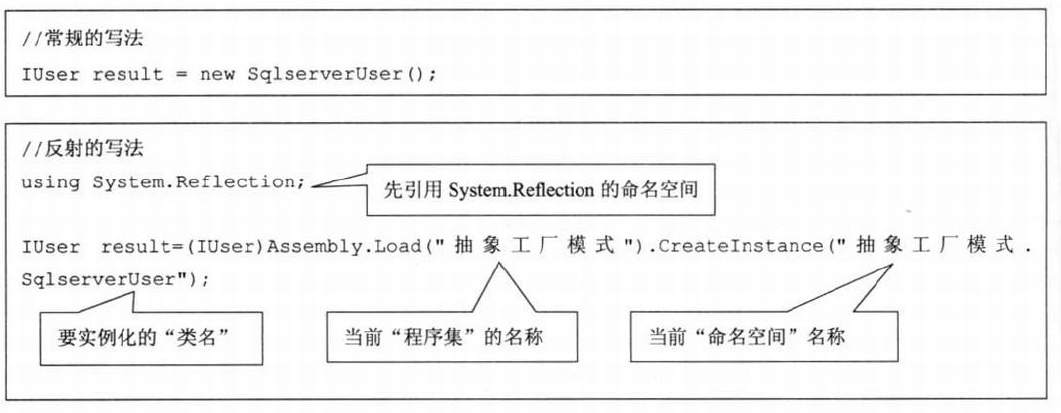 //常规的写法
IUser result = new SqlserverUser();
//反射的写法
using System.Reflection;
先引用 System.Reflection 的命名空间
IUser result=(IUser)Assembly.Load("抽象工厂模式").CreateInstance("抽象工厂模式.
SqlserverUser");
要实例化的“类名”
当前“程序集”的名称
当前“命名空间”名称